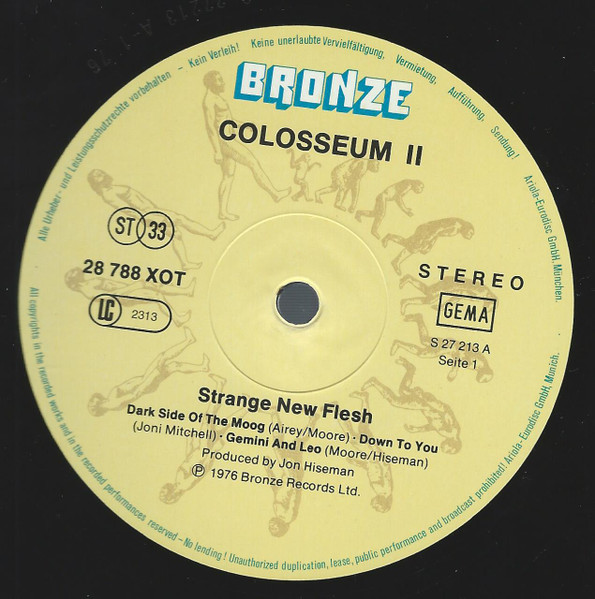 BRONZE
COLOSSEUM II
ST 33
28 788 XOT
LC 2313
STEREO
GEMA
S 27 213 A
Seite 1
Strange New Flesh
Dark Side Of The Moog (Airey/Moore) · Down To You
(Joni Mitchell) · Gemini And Leo (Moore/Hiseman)
Produced by Jon Hiseman
℗ 1976 Bronze Records Ltd.
Alle Urheber- und Leistungsschutzrechte vorbehalten – Kein Verleih! Keine unerlaubte Vervielfältigung, Vermietung, Aufführung, Sendung! Ariola-Eurodisc GmbH, München.
All copyrights in the recorded works and in the recorded performances reserved – No lending! Unauthorized duplication, lease, public performance and broadcast prohibited! Ariola-Eurodisc GmbH, Munich.